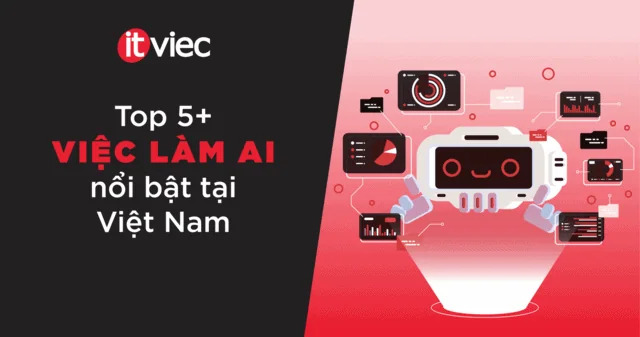 itviec
Top 5+
VIỆC LÀM AI
nổi bật tại
Việt Nam